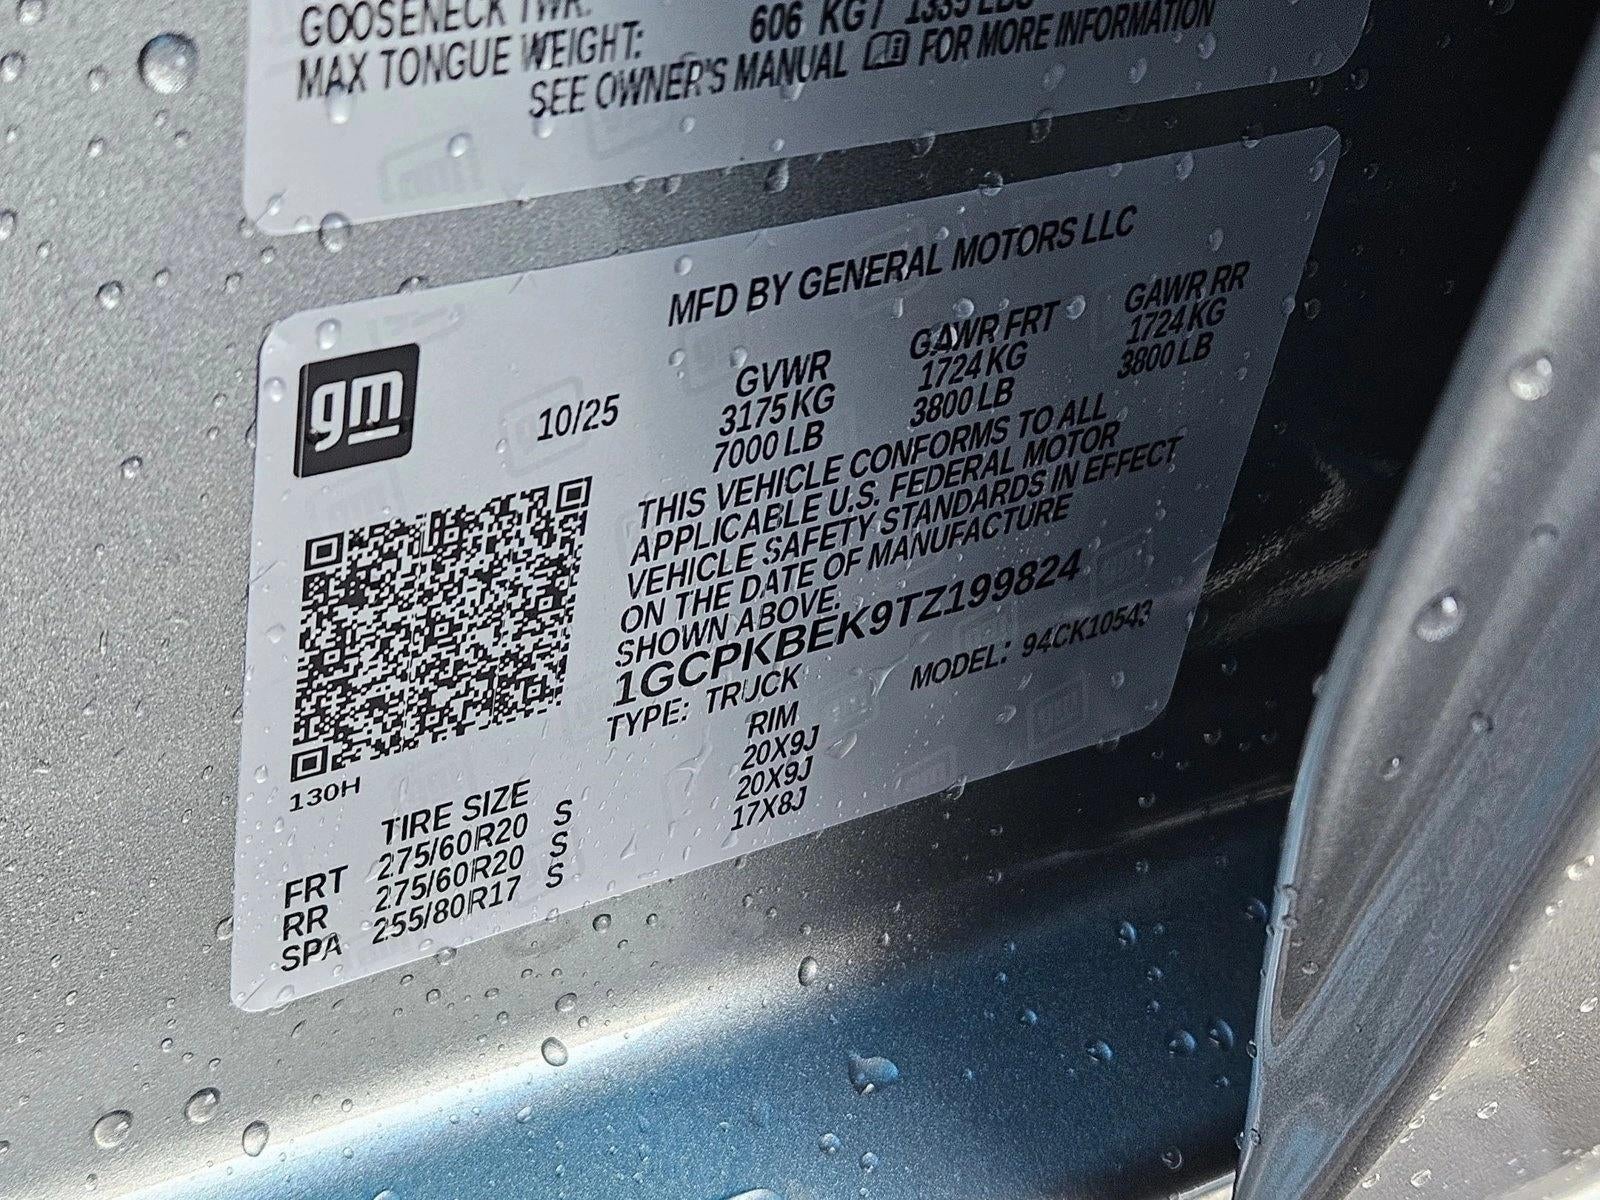 GOOSENECK TWR:
MAX TONGUE WEIGHT: 606 KG / 1335 LBS
SEE OWNER'S MANUAL FOR MORE INFORMATION
MFD BY GENERAL MOTORS LLC
gm
10/25
GVWR GAWR FRT GAWR RR
3175 KG 1724 KG 1724 KG
7000 LB 3800 LB 3800 LB
THIS VEHICLE CONFORMS TO ALL
APPLICABLE U.S. FEDERAL MOTOR
VEHICLE SAFETY STANDARDS IN EFFECT
ON THE DATE OF MANUFACTURE
SHOWN ABOVE.
1GCPKBEK9TZ199824
TYPE: TRUCK MODEL: 94CK10543
130H
TIRE SIZE RIM
FRT 275/60R20 S 20X9J
RR 275/60R20 S 20X9J
SPA 255/80R17 S 17X8J